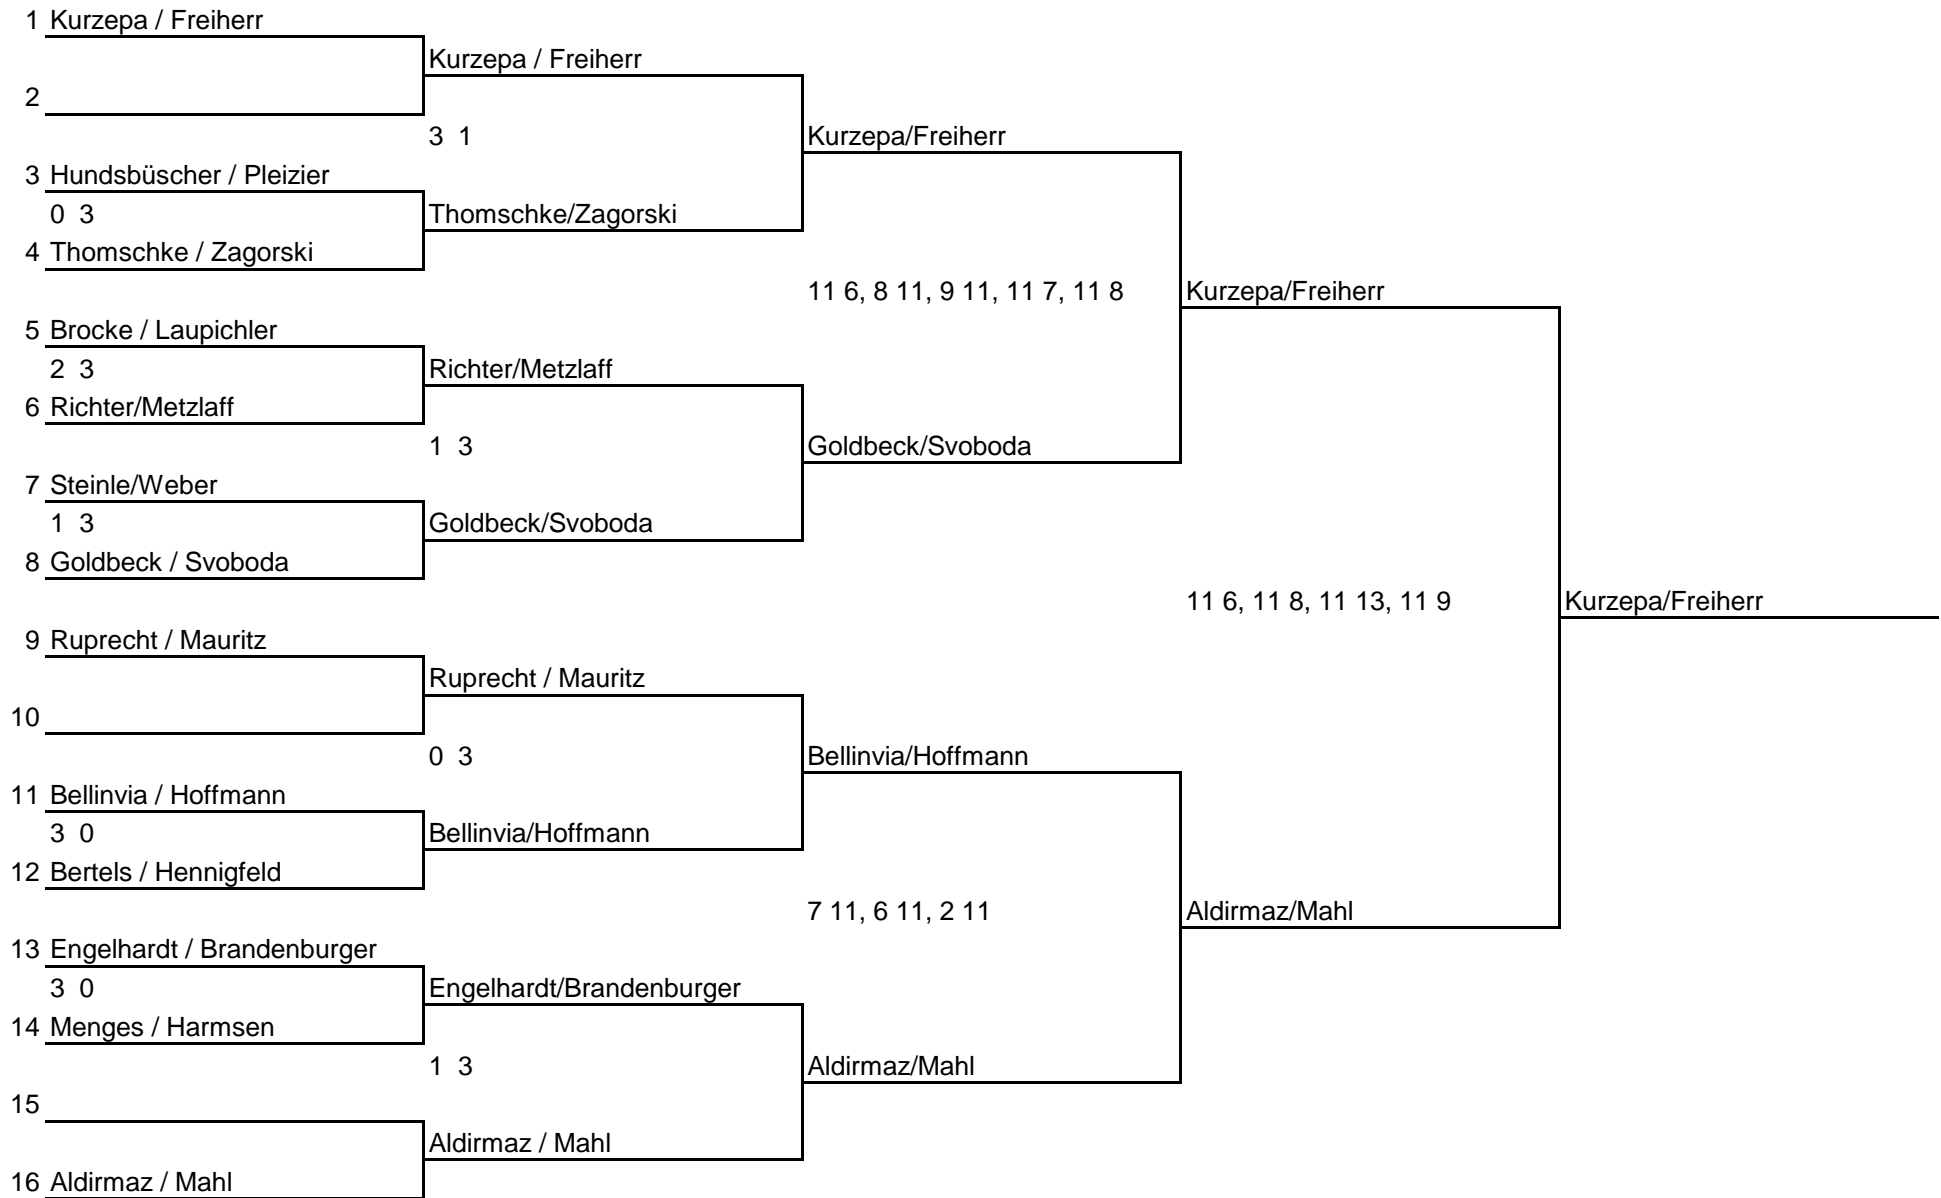 1 Kurzepa / Freiherr
Kurzepa / Freiherr
2
3 1
Kurzepa/Freiherr
3 Hundsbüscher / Pleizier
0 3
Thomschke/Zagorski
4 Thomschke / Zagorski
11 6, 8 11, 9 11, 11 7, 11 8
Kurzepa/Freiherr
5 Brocke / Laupichler
2 3
Richter/Metzlaff
6 Richter/Metzlaff
1 3
Goldbeck/Svoboda
7 Steinle/Weber
1 3
Goldbeck/Svoboda
8 Goldbeck / Svoboda
11 6, 11 8, 11 13, 11 9
Kurzepa/Freiherr
9 Ruprecht / Mauritz
Ruprecht / Mauritz
10
0 3
Bellinvia/Hoffmann
11 Bellinvia / Hoffmann
3 0
Bellinvia/Hoffmann
12 Bertels / Hennigfeld
7 11, 6 11, 2 11
Aldirmaz/Mahl
13 Engelhardt / Brandenburger
3 0
Engelhardt/Brandenburger
14 Menges / Harmsen
1 3
Aldirmaz/Mahl
15
Aldirmaz / Mahl
16 Aldirmaz / Mahl